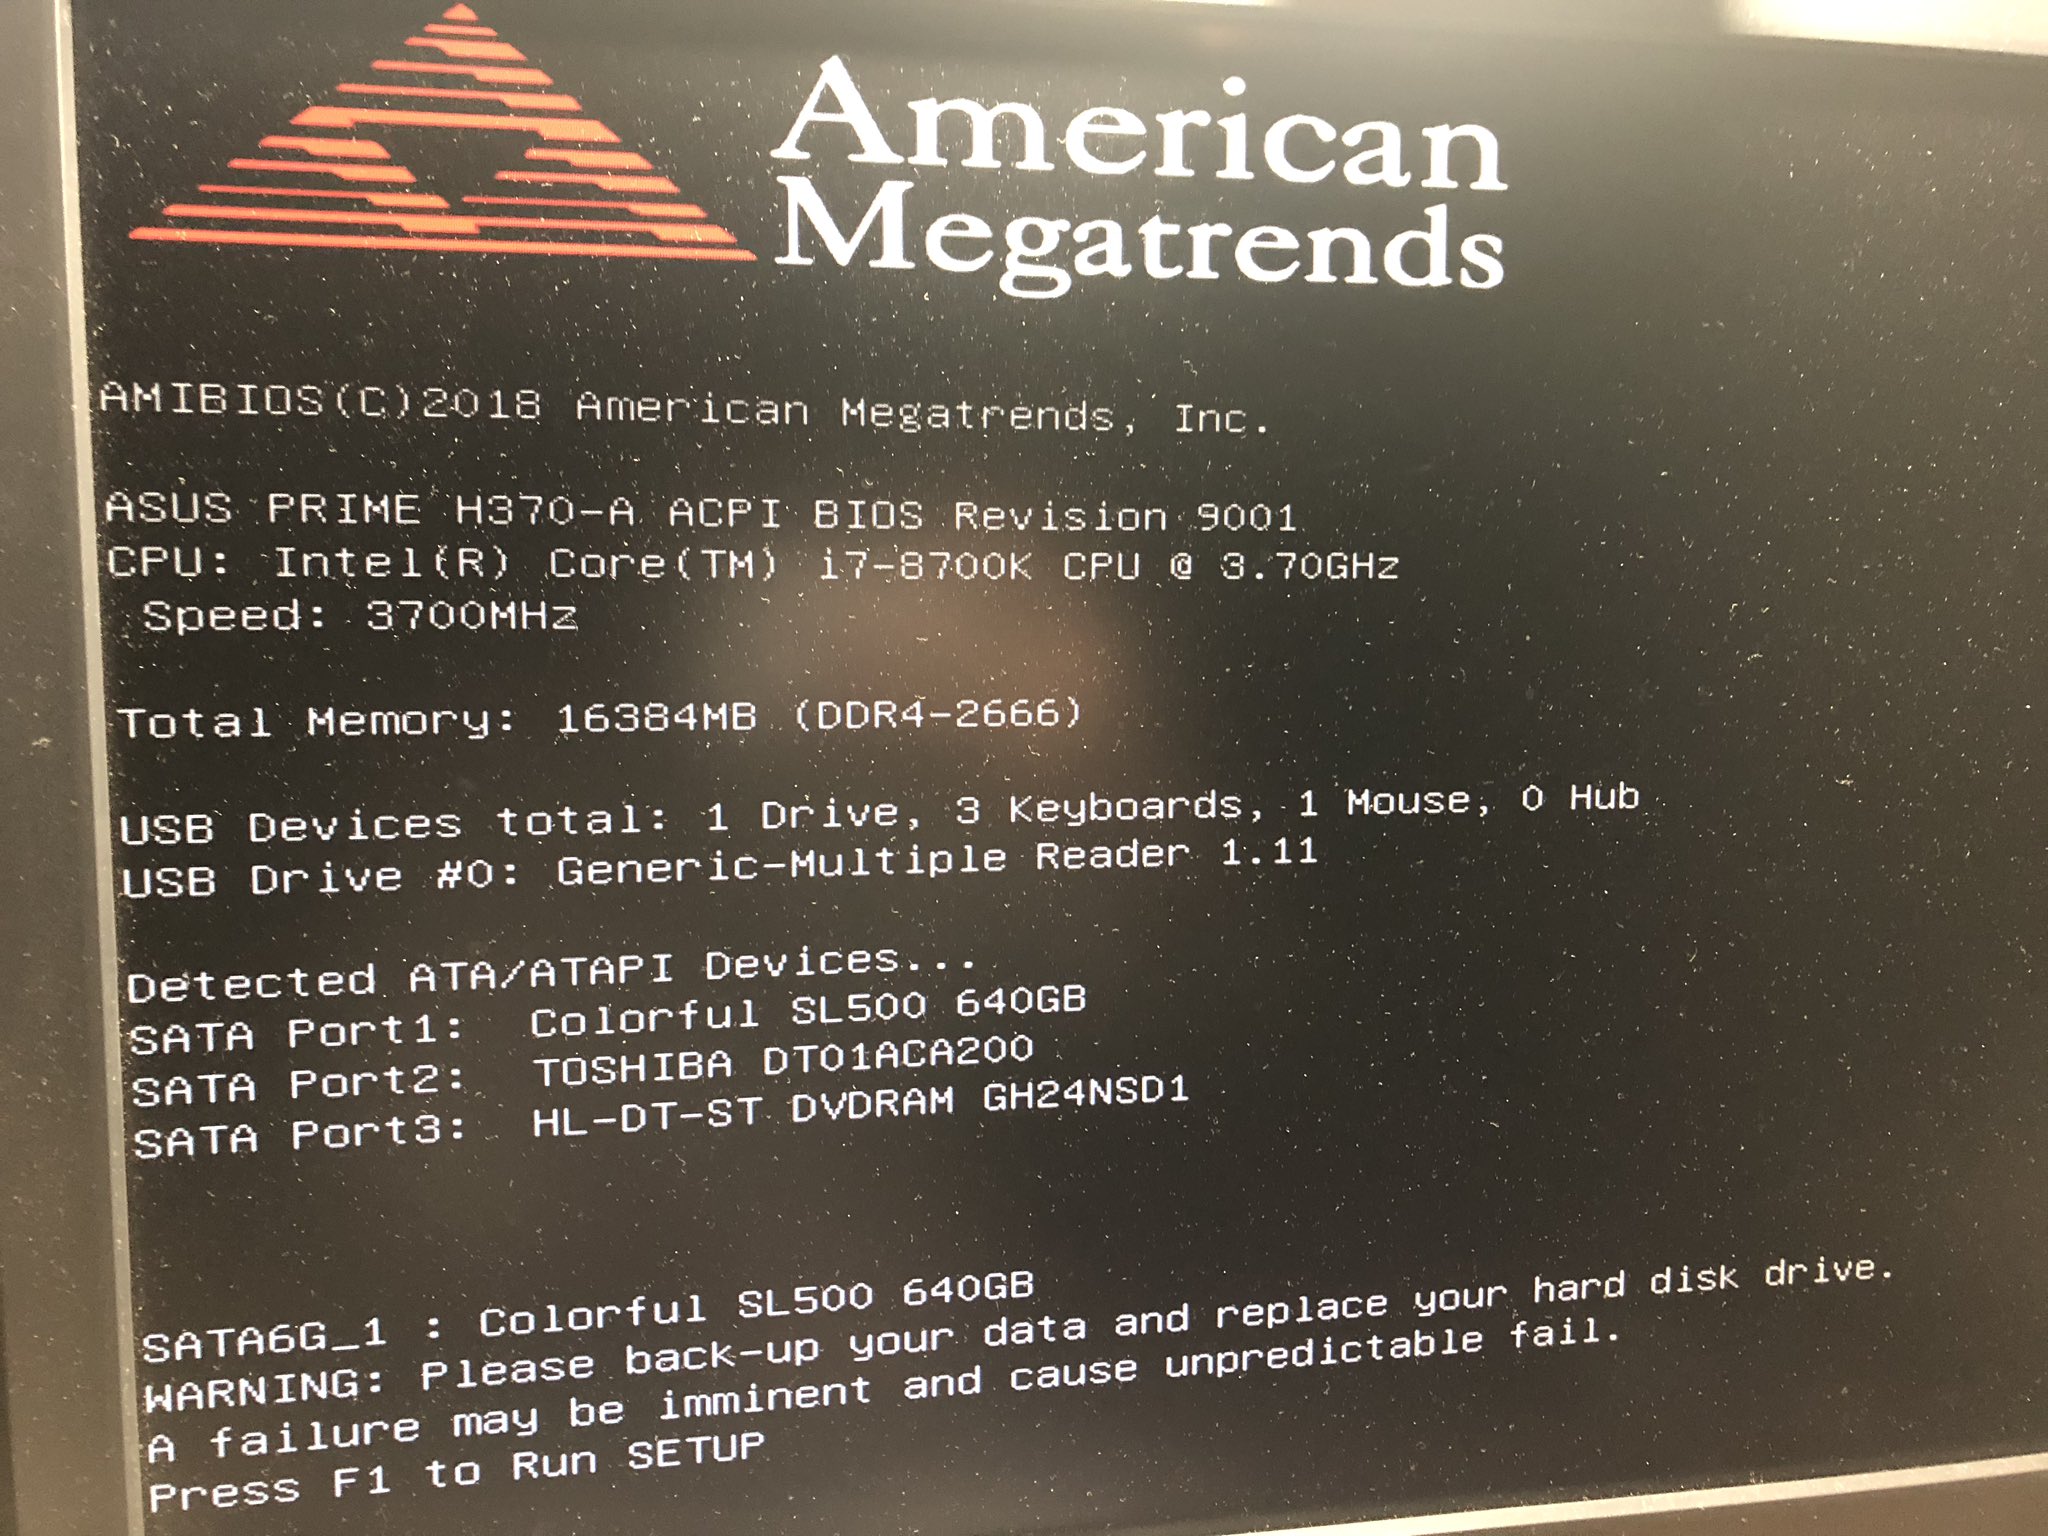 American
Megatrends
AMIBIOS(C)2018 American Megatrends, Inc.
ASUS PRIME H370-A ACPI BIOS Revision 9001
CPU: Intel(R) Core(TM) i7-8700K CPU @ 3.70GHz
Speed: 3700MHz
Total Memory: 16384MB (DDR4-2666)
USB Devices total: 1 Drive, 3 Keyboards, 1 Mouse, 0 Hub
USB Drive #0: Generic-Multiple Reader 1.11
Detected ATA/ATAPI Devices...
SATA Port1: Colorful SL500 640GB
SATA Port2: TOSHIBA DT01ACA200
SATA Port3: HL-DT-ST DVDRAM GH24NSD1
SATA6G_1 : Colorful SL500 640GB
WARNING: Please back-up your data and replace your hard disk drive.
A failure may be imminent and cause unpredictable fail.
Press F1 to Run SETUP